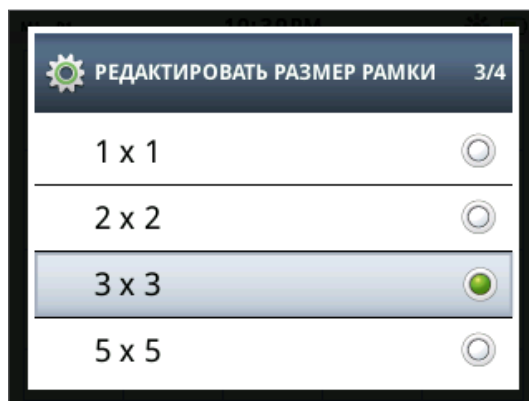 РЕДАКТИРОВАТЬ РАЗМЕР РАМКИ 3/4
1 x 1
2 x 2
3 x 3
5 x 5